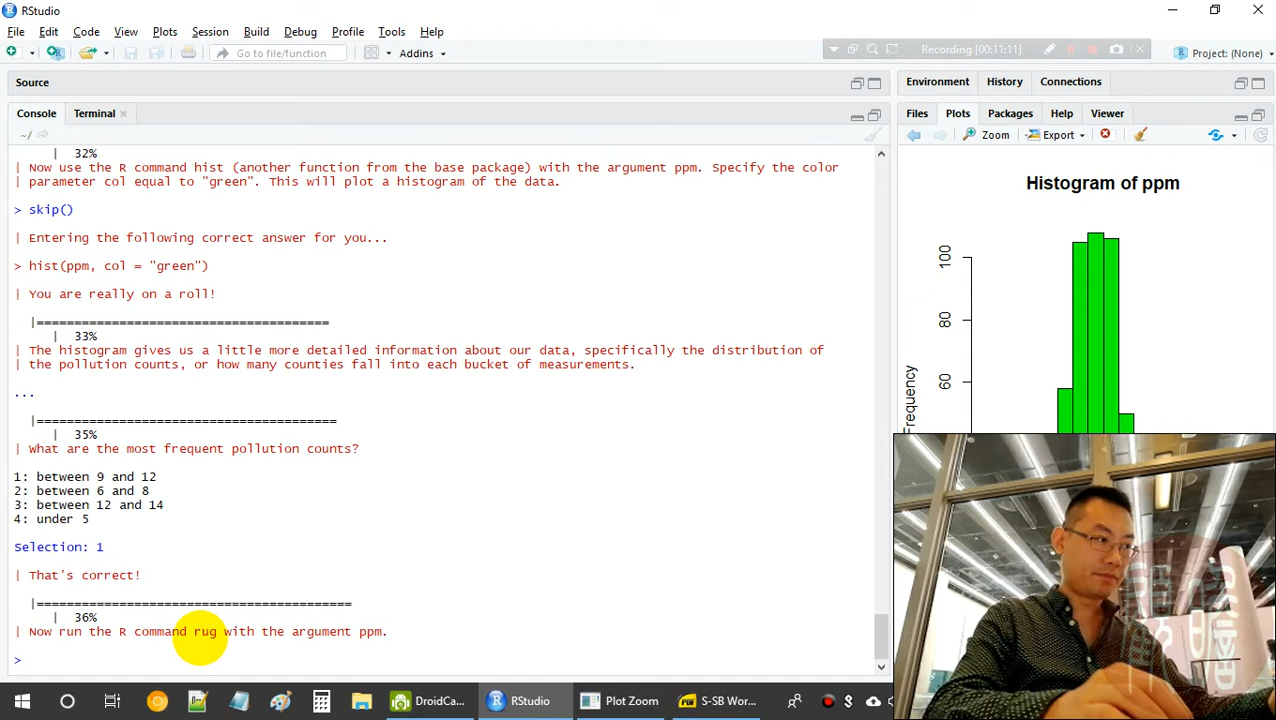 RStudio
File Edit Code View Plots Session Build Debug Profile Tools Help
Go to file/function Addins Recording [00:11:11] Project: (None)
Source
Console Terminal
~/
| 32%
| Now use the R command hist (another function from the base package) with the argument ppm. Specify the color
| parameter col equal to "green". This will plot a histogram of the data.
> skip()
| Entering the following correct answer for you...
> hist(ppm, col = "green")
| You are really on a roll!
|=======================================
| 33%
| The histogram gives us a little more detailed information about our data, specifically the distribution of
| the pollution counts, or how many counties fall into each bucket of measurements.
...
|========================================
| 35%
| What are the most frequent pollution counts?
1: between 9 and 12
2: between 6 and 8
3: between 12 and 14
4: under 5
Selection: 1
| That's correct!
|==========================================
| 36%
| Now run the R command rug with the argument ppm.
>
Environment History Connections
Files Plots Packages Help Viewer
Zoom Export
Histogram of ppm
100
80
60
Frequency
DroidCa... RStudio Plot Zoom S-SB Wor...